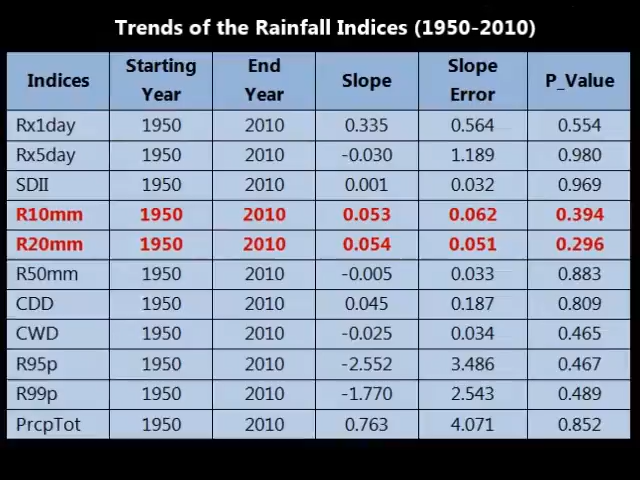 Trends of the Rainfall Indices (1950-2010)
Indices Starting Year End Year Slope Slope Error P_Value
Rx1day 1950 2010 0.335 0.564 0.554
Rx5day 1950 2010 -0.030 1.189 0.980
SDII 1950 2010 0.001 0.032 0.969
R10mm 1950 2010 0.053 0.062 0.394
R20mm 1950 2010 0.054 0.051 0.296
R50mm 1950 2010 -0.005 0.033 0.883
CDD 1950 2010 0.045 0.187 0.809
CWD 1950 2010 -0.025 0.034 0.465
R95p 1950 2010 -2.552 3.486 0.467
R99p 1950 2010 -1.770 2.543 0.489
PrcpTot 1950 2010 0.763 4.071 0.852